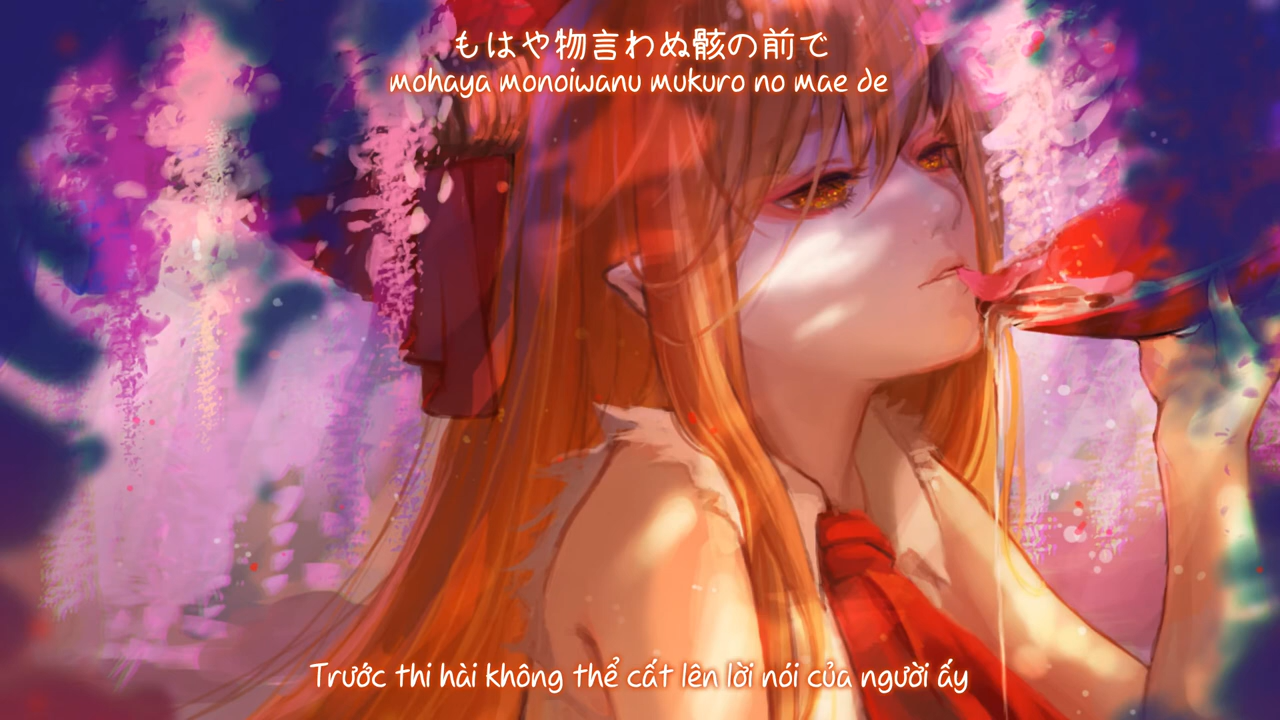 もはや物言わぬ骸の前で
mohaya monoiwanu mukuro no mae de
Trước thi hài không thể cất lên lời nói của người ấy